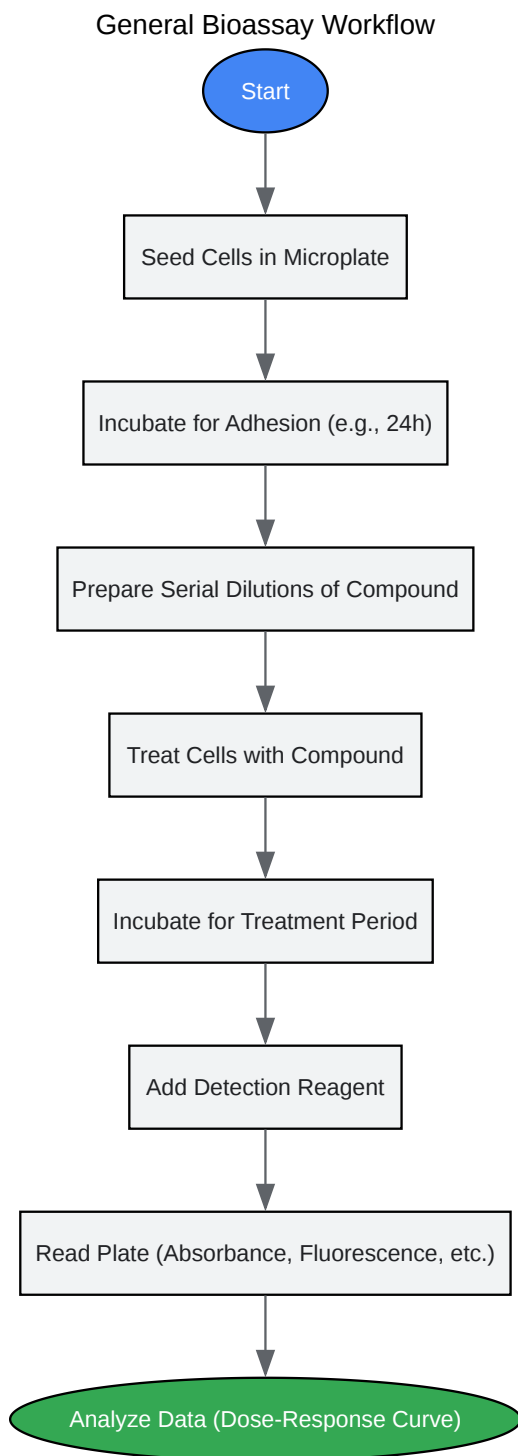 General Bioassay Workflow
Start
Seed Cells in Microplate
Incubate for Adhesion (e.g., 24h)
Prepare Serial Dilutions of Compound
Treat Cells with Compound
Incubate for Treatment Period
Add Detection Reagent
Read Plate (Absorbance, Fluorescence, etc.)
Analyze Data (Dose-Response Curve)